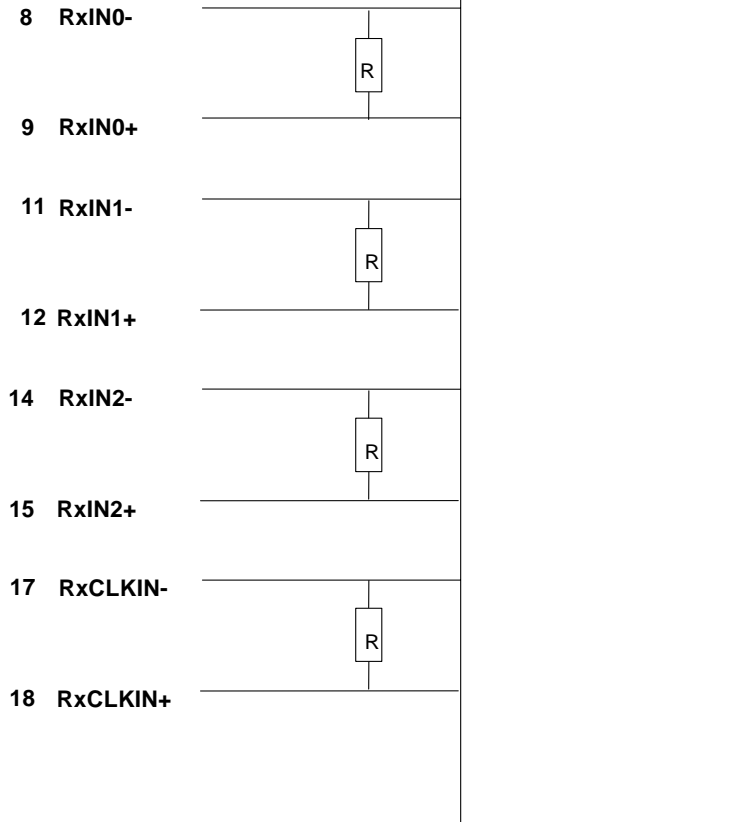 8 RxIN0-
R
9 RxIN0+
11 RxIN1-
R
12 RxIN1+
14 RxIN2-
R
15 RxIN2+
17 RxCLKIN-
R
18 RxCLKIN+